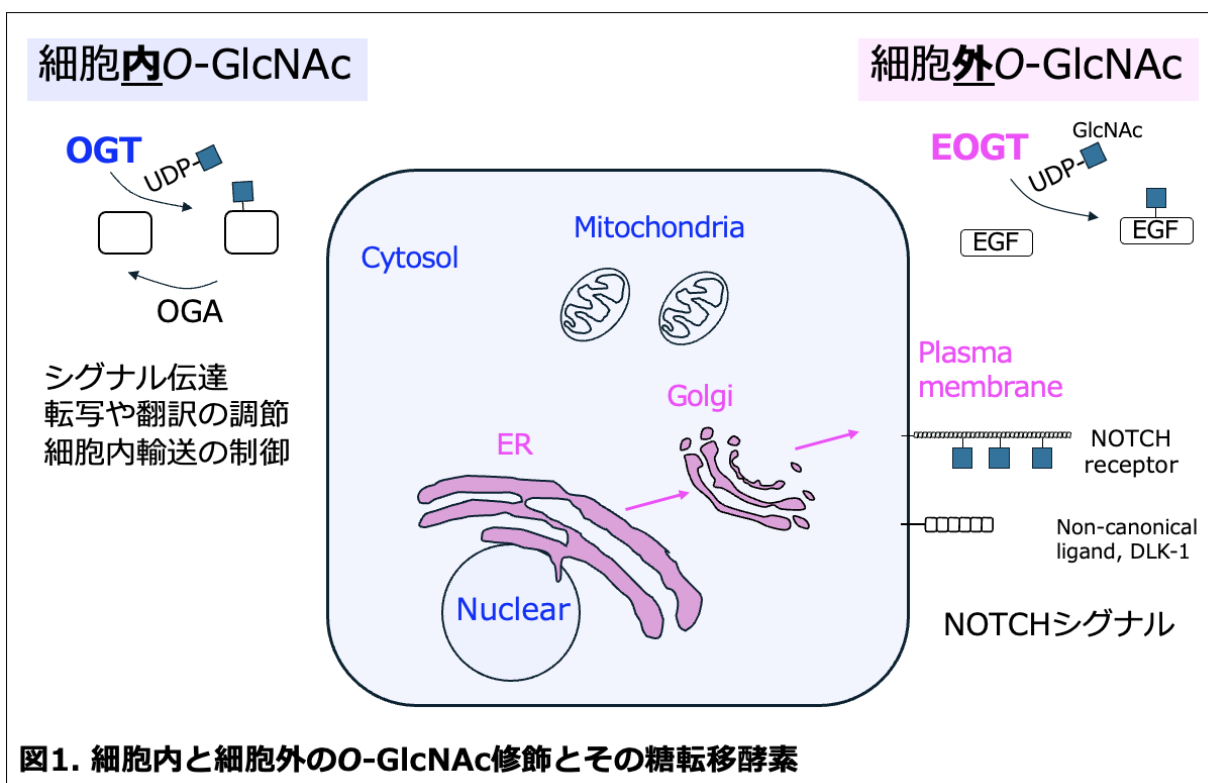 細胞内O-GlcNAc
OGT
UDP-
OGA
シグナル伝達
転写や翻訳の調節
細胞内輸送の制御
細胞外O-GlcNAc
EOGT
GlcNAc
UDP-
EGF
EGF
Cytosol
Mitochondria
Golgi
ER
Nuclear
Plasma
membrane
NOTCH
receptor
Non-canonical
ligand, DLK-1
NOTCHシグナル
図1. 細胞内と細胞外のO-GlcNAc修飾とその糖転移酵素